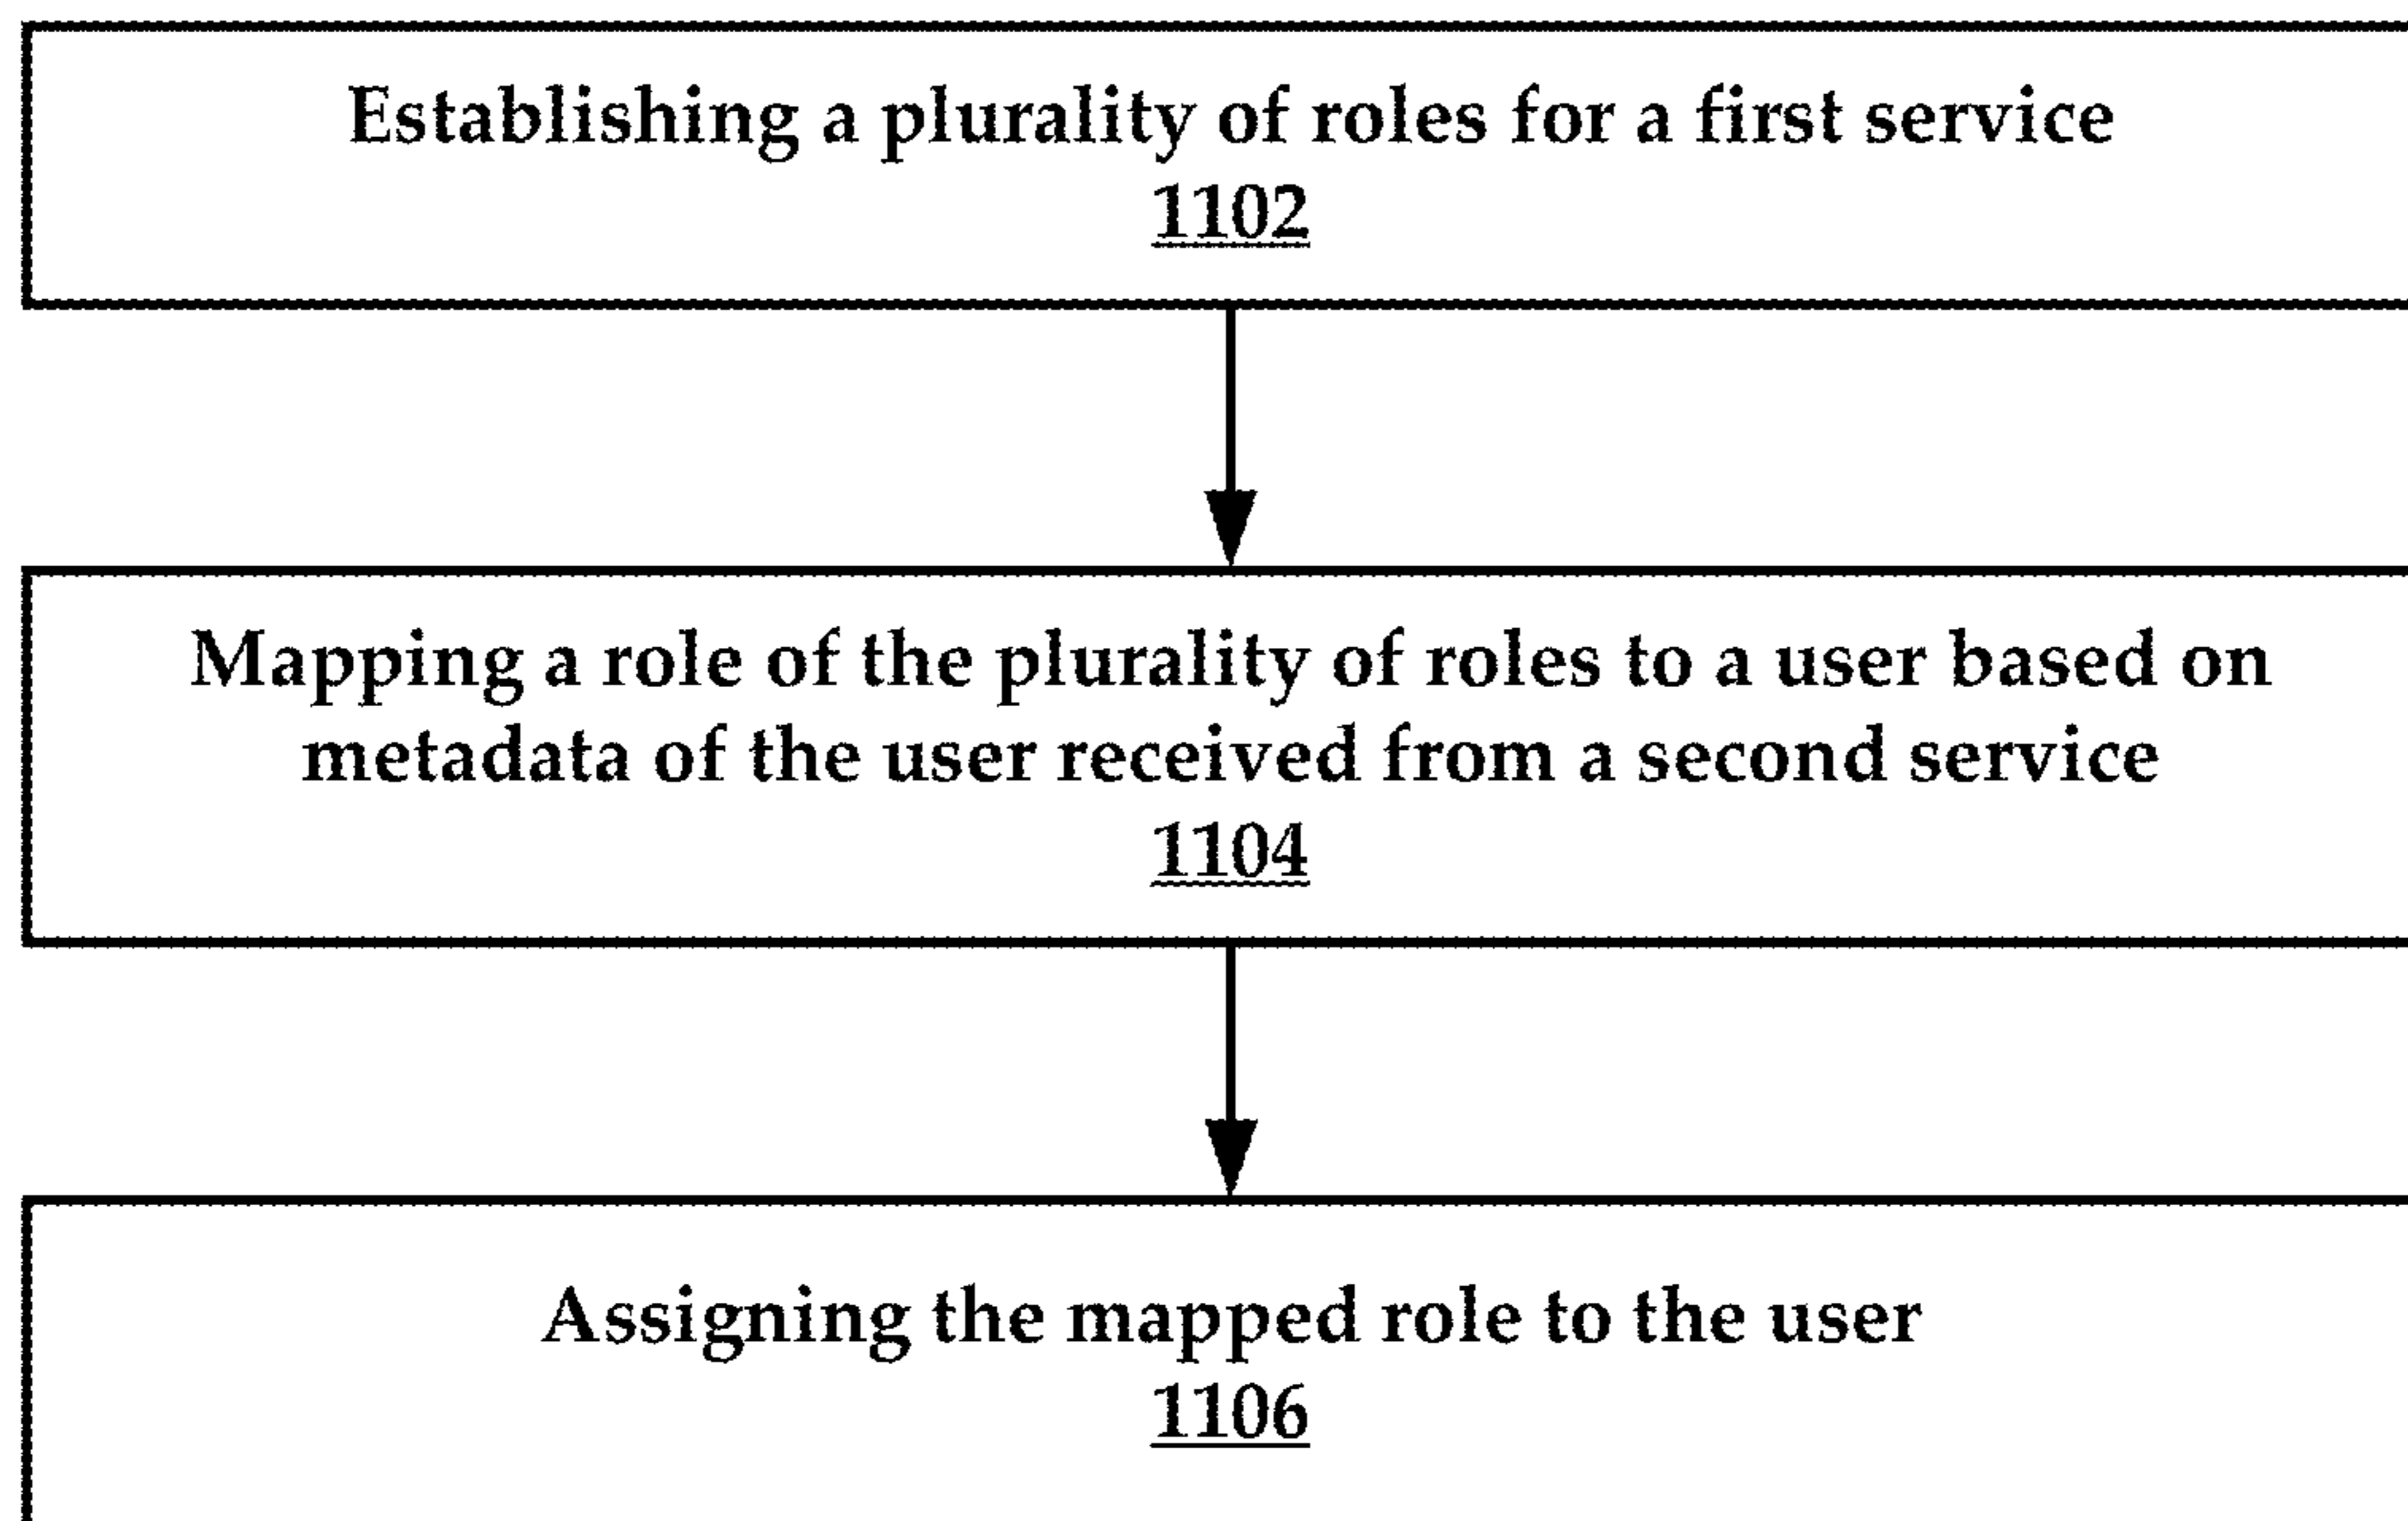 Establishing a plurality of roles for a first service
1102
Mapping a role of the plurality of roles to a user based on
metadata of the user received from a second service
1104
Assigning the mapped role to the user
1106